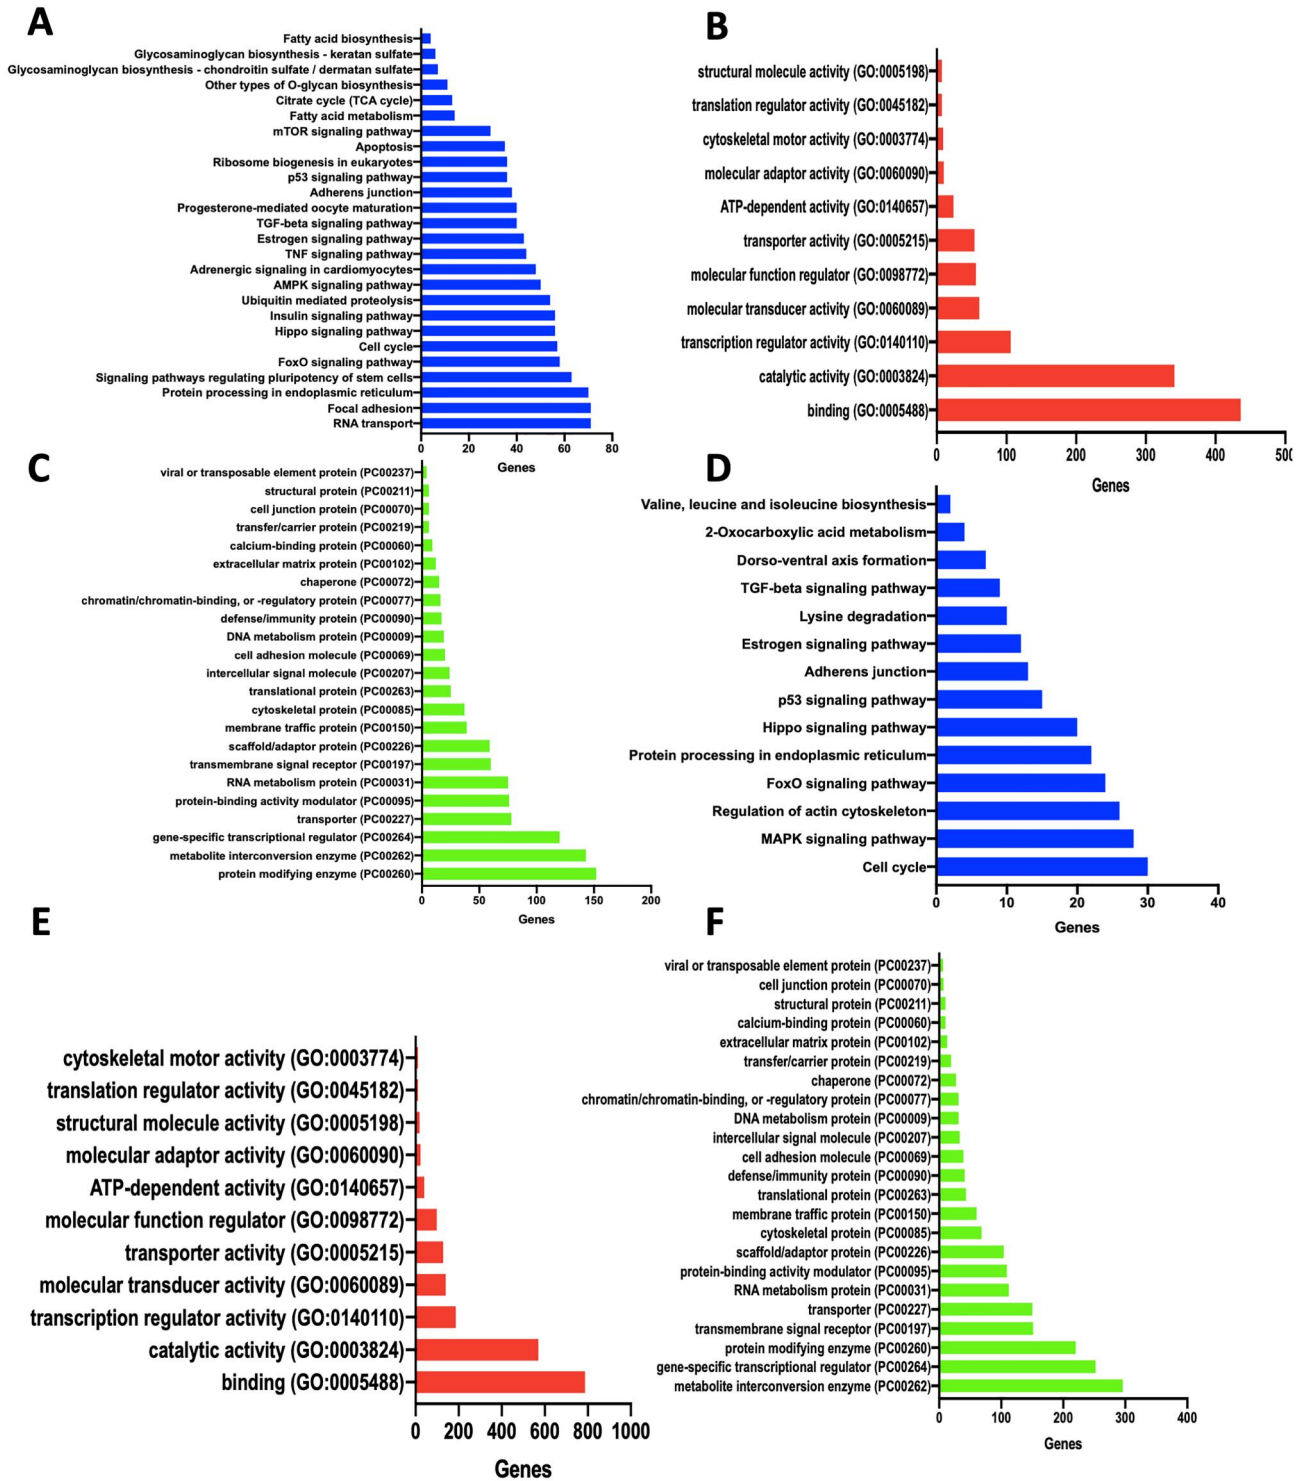 A
Fatty acid biosynthesis
Glycosaminoglycan biosynthesis - keratan sulfate
Glycosaminoglycan biosynthesis - chondroitin sulfate / dermatan sulfate
Other types of O-glycan biosynthesis
Citrate cycle (TCA cycle)
Fatty acid metabolism
mTOR signaling pathway
Apoptosis
Ribosome biogenesis in eukaryotes
p53 signaling pathway
Adherens junction
Progesterone-mediated oocyte maturation
TGF-beta signaling pathway
Estrogen signaling pathway
TNF signaling pathway
Adrenergic signaling in cardiomyocytes
AMPK signaling pathway
Ubiquitin mediated proteolysis
Insulin signaling pathway
Hippo signaling pathway
Cell cycle
FoxO signaling pathway
Signaling pathways regulating pluripotency of stem cells
Protein processing in endoplasmic reticulum
Focal adhesion
RNA transport
0 20 40 60 80
Genes
B
structural molecule activity (GO:0005198)
translation regulator activity (GO:0045182)
cytoskeletal motor activity (GO:0003774)
molecular adaptor activity (GO:0060090)
ATP-dependent activity (GO:0140657)
transporter activity (GO:0005215)
molecular function regulator (GO:0098772)
molecular transducer activity (GO:0060089)
transcription regulator activity (GO:0140110)
catalytic activity (GO:0003824)
binding (GO:0005488)
0 100 200 300 400 500
Genes
C
viral or transposable element protein (PC00237)
structural protein (PC00211)
cell junction protein (PC00070)
transfer/carrier protein (PC00219)
calcium-binding protein (PC00060)
extracellular matrix protein (PC00102)
chaperone (PC00072)
chromatin/chromatin-binding, or -regulatory protein (PC00077)
defense/immunity protein (PC00090)
DNA metabolism protein (PC00009)
cell adhesion molecule (PC00069)
intercellular signal molecule (PC00207)
translational protein (PC00263)
cytoskeletal protein (PC00085)
membrane traffic protein (PC00150)
scaffold/adaptor protein (PC00226)
transmembrane signal receptor (PC00197)
RNA metabolism protein (PC00031)
protein-binding activity modulator (PC00095)
transporter (PC00227)
gene-specific transcriptional regulator (PC00264)
metabolite interconversion enzyme (PC00262)
protein modifying enzyme (PC00260)
0 50 100 150 200
Genes
D
Valine, leucine and isoleucine biosynthesis
2-Oxocarboxylic acid metabolism
Dorso-ventral axis formation
TGF-beta signaling pathway
Lysine degradation
Estrogen signaling pathway
Adherens junction
p53 signaling pathway
Hippo signaling pathway
Protein processing in endoplasmic reticulum
FoxO signaling pathway
Regulation of actin cytoskeleton
MAPK signaling pathway
Cell cycle
0 10 20 30 40
Genes
E
cytoskeletal motor activity (GO:0003774)
translation regulator activity (GO:0045182)
structural molecule activity (GO:0005198)
molecular adaptor activity (GO:0060090)
ATP-dependent activity (GO:0140657)
molecular function regulator (GO:0098772)
transporter activity (GO:0005215)
molecular transducer activity (GO:0060089)
transcription regulator activity (GO:0140110)
catalytic activity (GO:0003824)
binding (GO:0005488)
0 200 400 600 800 1000
Genes
F
viral or transposable element protein (PC00237)
cell junction protein (PC00070)
structural protein (PC00211)
calcium-binding protein (PC00060)
extracellular matrix protein (PC00102)
transfer/carrier protein (PC00219)
chaperone (PC00072)
chromatin/chromatin-binding, or -regulatory protein (PC00077)
DNA metabolism protein (PC00009)
intercellular signal molecule (PC00207)
cell adhesion molecule (PC00069)
defense/immunity protein (PC00090)
translational protein (PC00263)
membrane traffic protein (PC00150)
cytoskeletal protein (PC00085)
scaffold/adaptor protein (PC00226)
protein-binding activity modulator (PC00095)
RNA metabolism protein (PC00031)
transporter (PC00227)
transmembrane signal receptor (PC00197)
protein modifying enzyme (PC00260)
gene-specific transcriptional regulator (PC00264)
metabolite interconversion enzyme (PC00262)
0 100 200 300 400
Genes